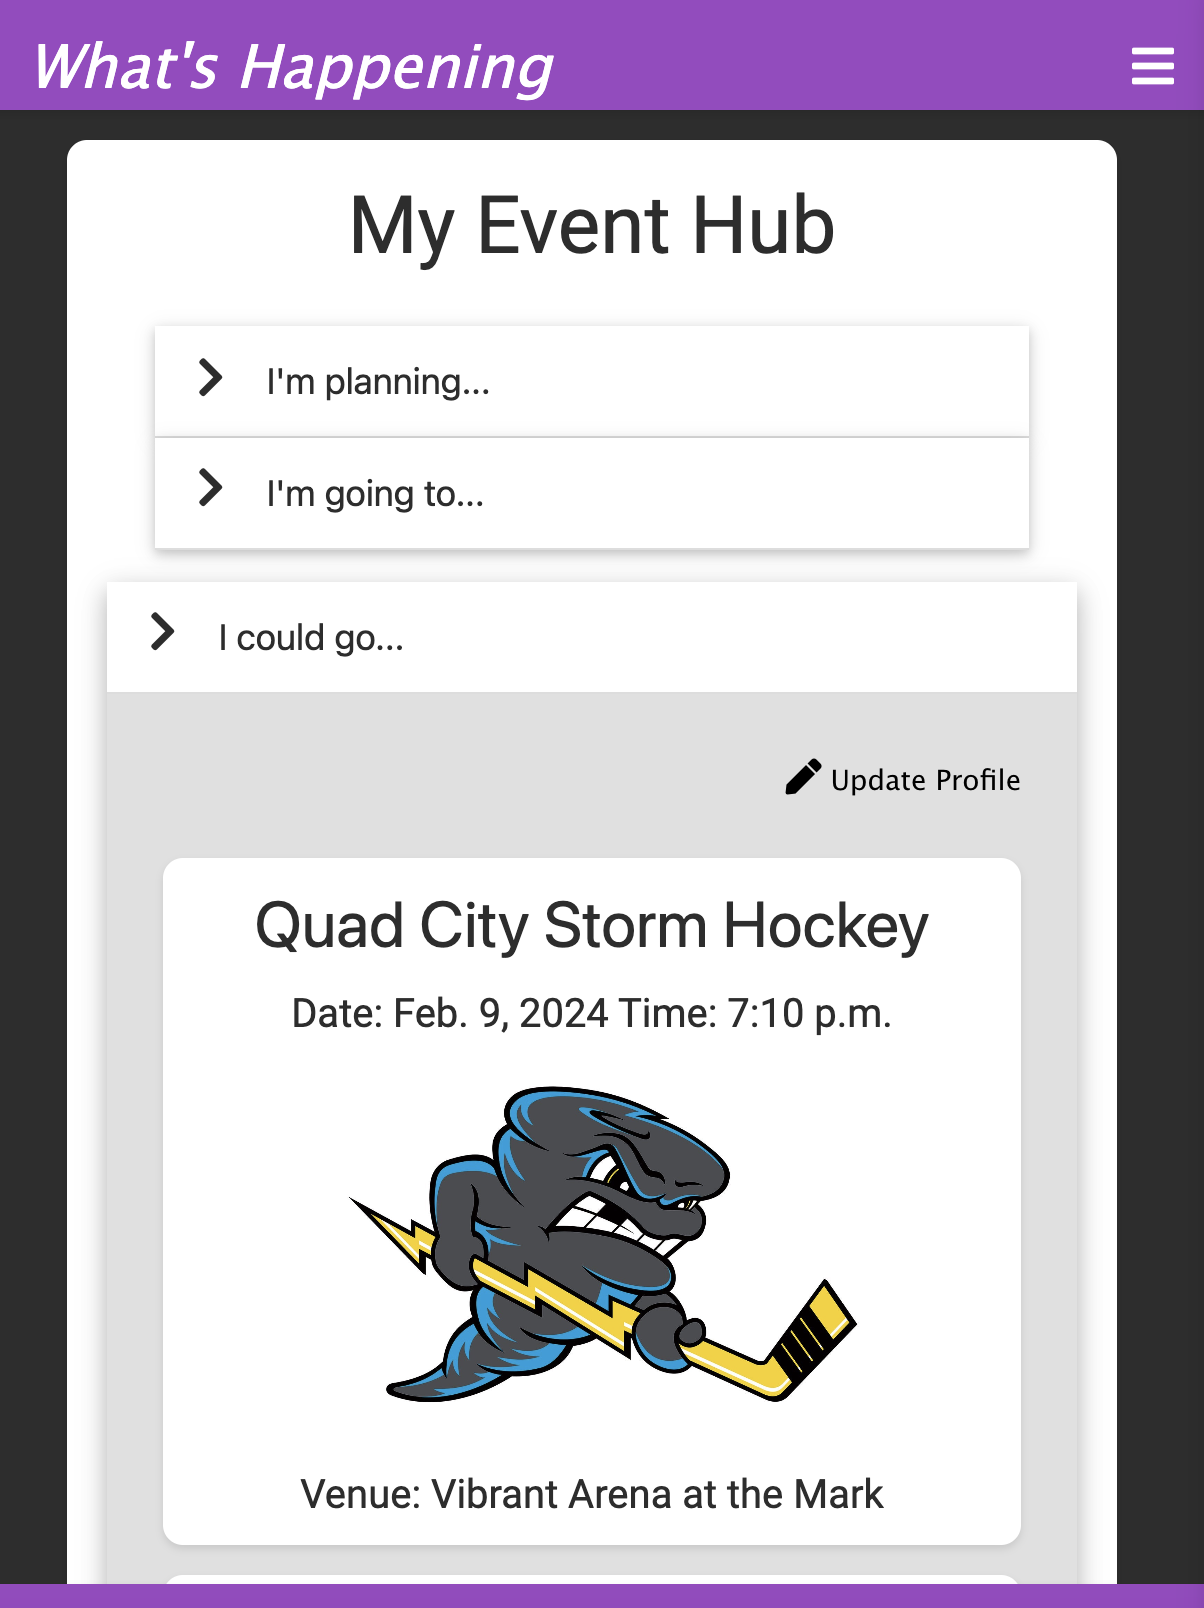 What's Happening
My Event Hub
I'm planning...
I'm going to...
I could go...
Update Profile
Quad City Storm Hockey
Date: Feb. 9, 2024 Time: 7:10 p.m.
Venue: Vibrant Arena at the Mark